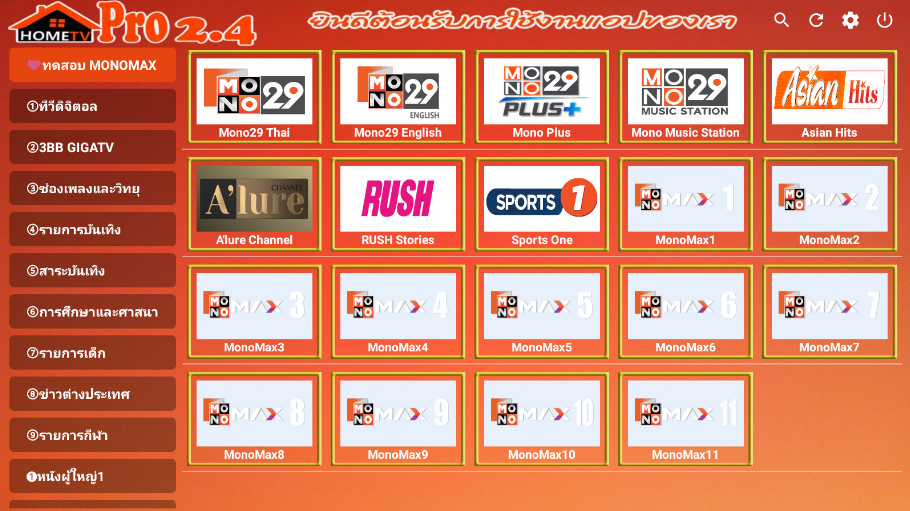 HOMETV Pro 2.4
ยินดีต้อนรับการใช้งานแอปของเรา
ทดสอบ MONOMAX
①ทีวีดิจิตอล
②3BB GIGATV
③ช่องเพลงและวิทยุ
④รายการบันเทิง
⑤สาระบันเทิง
⑥การศึกษาและศาสนา
⑦รายการเด็ก
⑧ข่าวต่างประเทศ
⑨รายการกีฬา
❶หนังผู้ใหญ่1
MONO 29
Mono29 Thai
MONO 29 ENGLISH
Mono29 English
MONO 29 PLUS+
Mono Plus
MONO 29 MUSIC STATION
Mono Music Station
Asian Hits
Asian Hits
A'lure CHANNEL
A'lure Channel
RUSH
RUSH Stories
SPORTS 1
Sports One
MONO MAX 1
MonoMax1
MONO MAX 2
MonoMax2
MONO MAX 3
MonoMax3
MONO MAX 4
MonoMax4
MONO MAX 5
MonoMax5
MONO MAX 6
MonoMax6
MONO MAX 7
MonoMax7
MONO MAX 8
MonoMax8
MONO MAX 9
MonoMax9
MONO MAX 10
MonoMax10
MONO MAX 11
MonoMax11